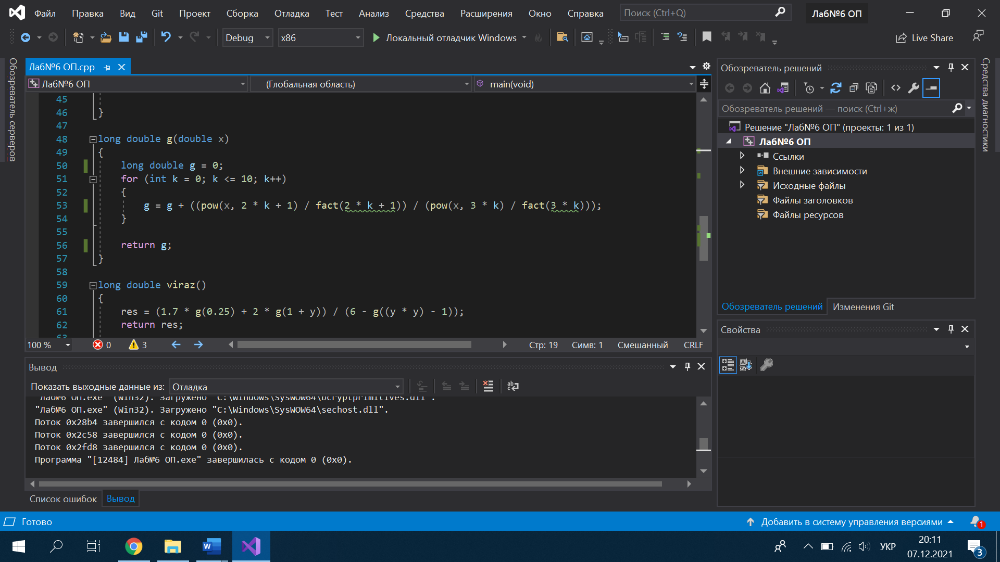 Файл Правка Вид Git Проект Сборка Отладка Тест Анализ Средства Расширения Окно Справка Поиск (Ctrl+Q) Лаб№6 ОП
Debug x86 Локальный отладчик Windows Live Share
Обозреватель серверов
Лаб№6 ОП.cpp
Лаб№6 ОП (Глобальная область) main(void)
45
46 }
47
48 long double g(double x)
49 {
50 long double g = 0;
51 for (int k = 0; k <= 10; k++)
52 {
53 g = g + ((pow(x, 2 * k + 1) / fact(2 * k + 1)) / (pow(x, 3 * k) / fact(3 * k)));
54 }
55
56 return g;
57 }
58
59 long double viraz()
60 {
61 res = (1.7 * g(0.25) + 2 * g(1 + y)) / (6 - g((y * y) - 1));
62 return res;
63
100 % 0 3 Стр: 19 Симв: 1 Смешанный CRLF
Вывод
Показать выходные данные из: Отладка
"Лаб№6 ОП.exe" (Win32). Загружено "C:\Windows\SysWOW64\bcryptprimitives.dll".
"Лаб№6 ОП.exe" (Win32). Загружено "C:\Windows\SysWOW64\sechost.dll".
Поток 0x28b4 завершился с кодом 0 (0x0).
Поток 0x2c58 завершился с кодом 0 (0x0).
Поток 0x2fd8 завершился с кодом 0 (0x0).
Программа "[12484] Лаб№6 ОП.exe" завершилась с кодом 0 (0x0).
Список ошибок Вывод
Обозреватель решений
Обозреватель решений — поиск (Ctrl+ж)
Решение "Лаб№6 ОП" (проекты: 1 из 1)
Лаб№6 ОП
Ссылки
Внешние зависимости
Исходные файлы
Файлы заголовков
Файлы ресурсов
Обозреватель решений Изменения Git
Свойства
Средства диагностики
Готово Добавить в систему управления версиями 1
УКР 20:11
07.12.2021 3